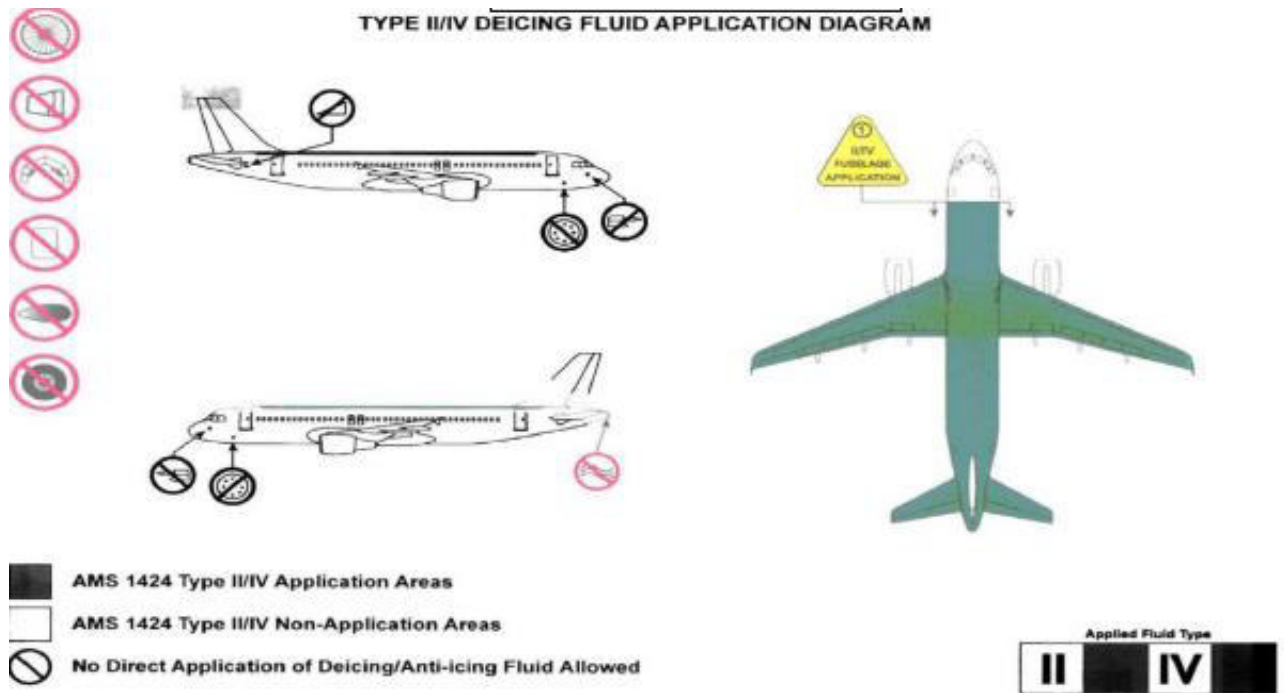 TYPE II/IV DEICING FLUID APPLICATION DIAGRAM
1
II/IV
FUSELAGE
APPLICATION
AMS 1424 Type II/IV Application Areas
AMS 1424 Type II/IV Non-Application Areas
No Direct Application of Deicing/Anti-icing Fluid Allowed
Applied Fluid Type
II IV